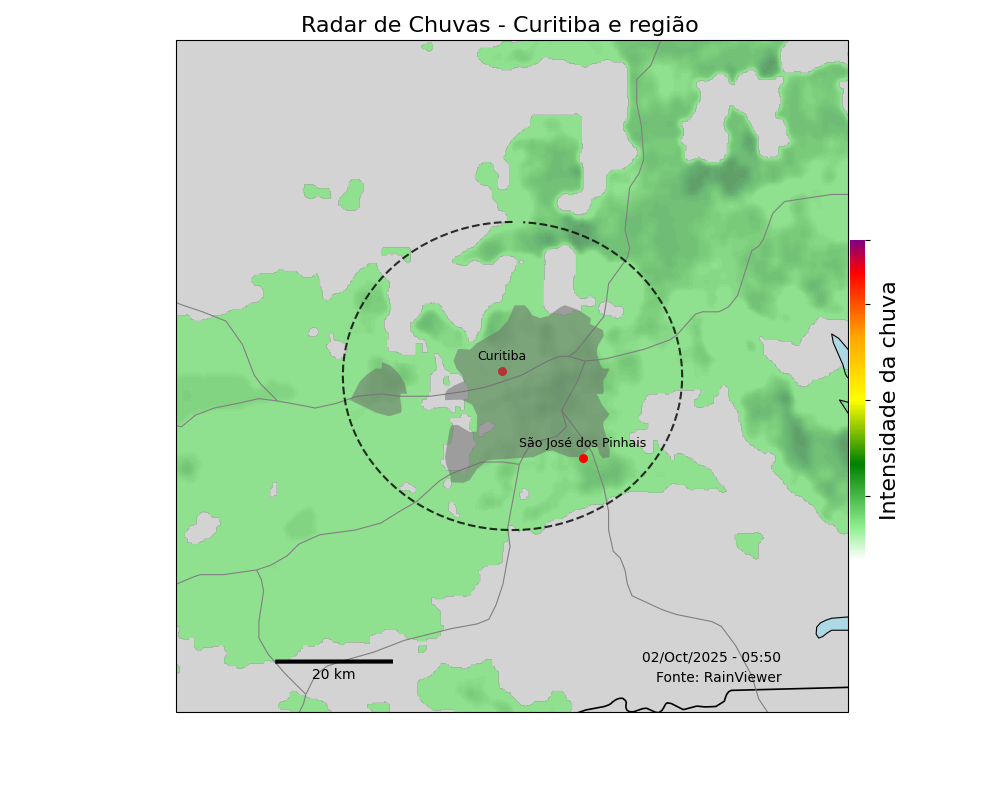 Radar de Chuvas - Curitiba e região
Curitiba
São José dos Pinhais
Intensidade da chuva
02/Oct/2025 - 05:50
Fonte: RainViewer
20 km